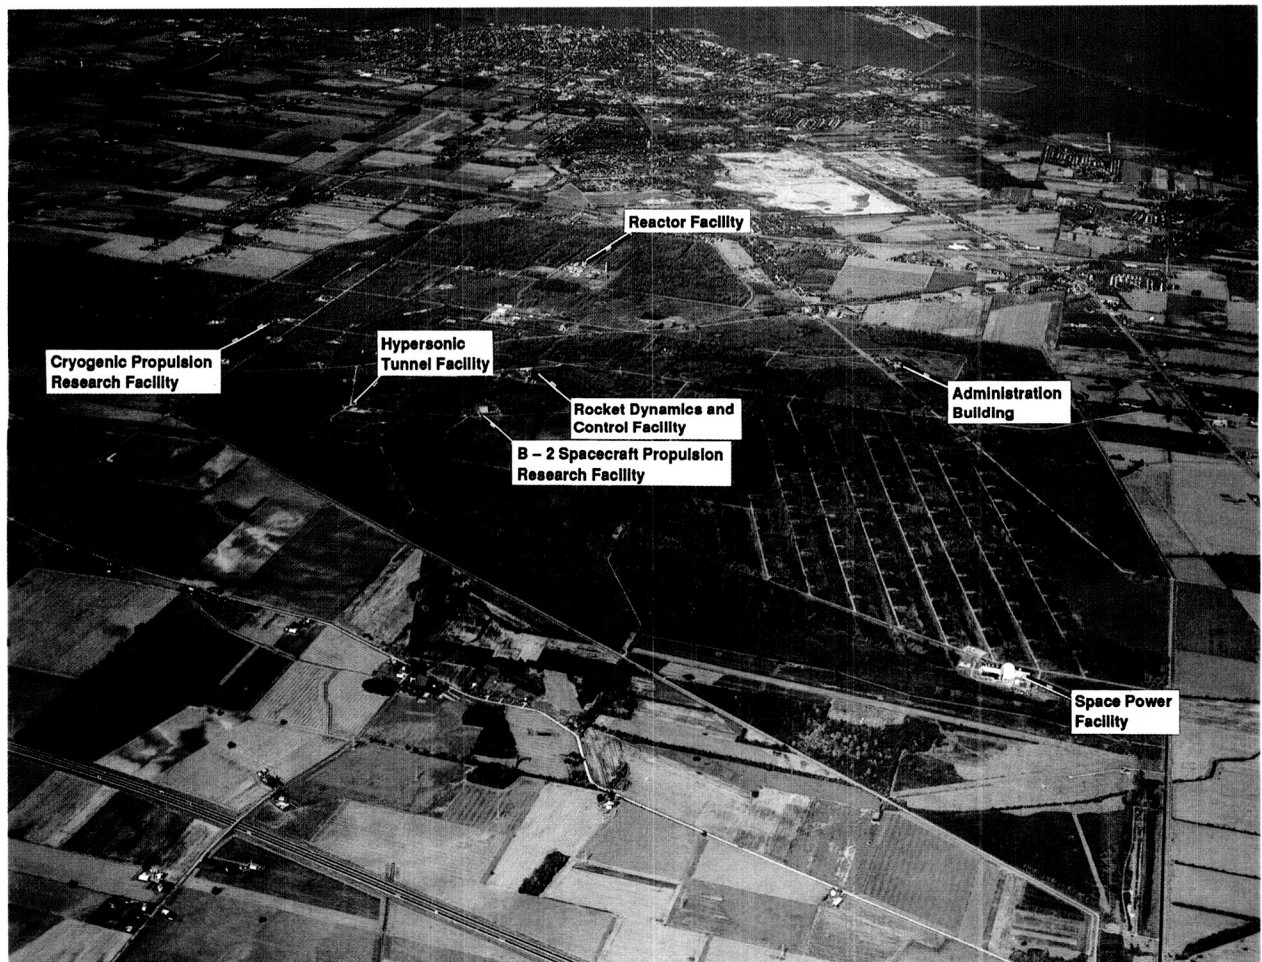 Reactor Facility
Hypersonic
Tunnel Facility
Cryogenic Propulsion
Research Facility
Administration
Building
Rocket Dynamics and
Control Facility
B – 2 Spacecraft Propulsion
Research Facility
Space Power
Facility